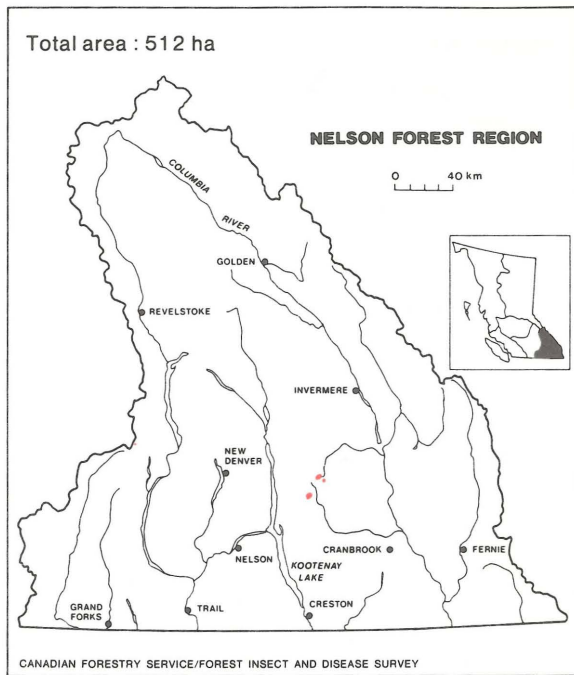 Total area : 512 ha
NELSON FOREST REGION
0 40 km
COLUMBIA
RIVER
GOLDEN
REVELSTOKE
INVERMERE
NEW
DENVER
NELSON
KOOTENAY
LAKE
CRANBROOK
FERNIE
GRAND
FORKS
TRAIL
CRESTON
CANADIAN FORESTRY SERVICE/FOREST INSECT AND DISEASE SURVEY